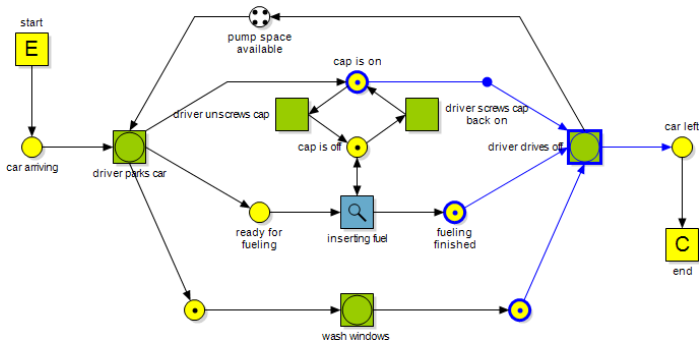 start
E
pump space
available
cap is on
driver unscrews cap
driver screws cap
back on
cap is off
car left
car arriving
driver parks car
driver drives off
ready for
fueling
inserting fuel
fueling
finished
C
end
wash windows